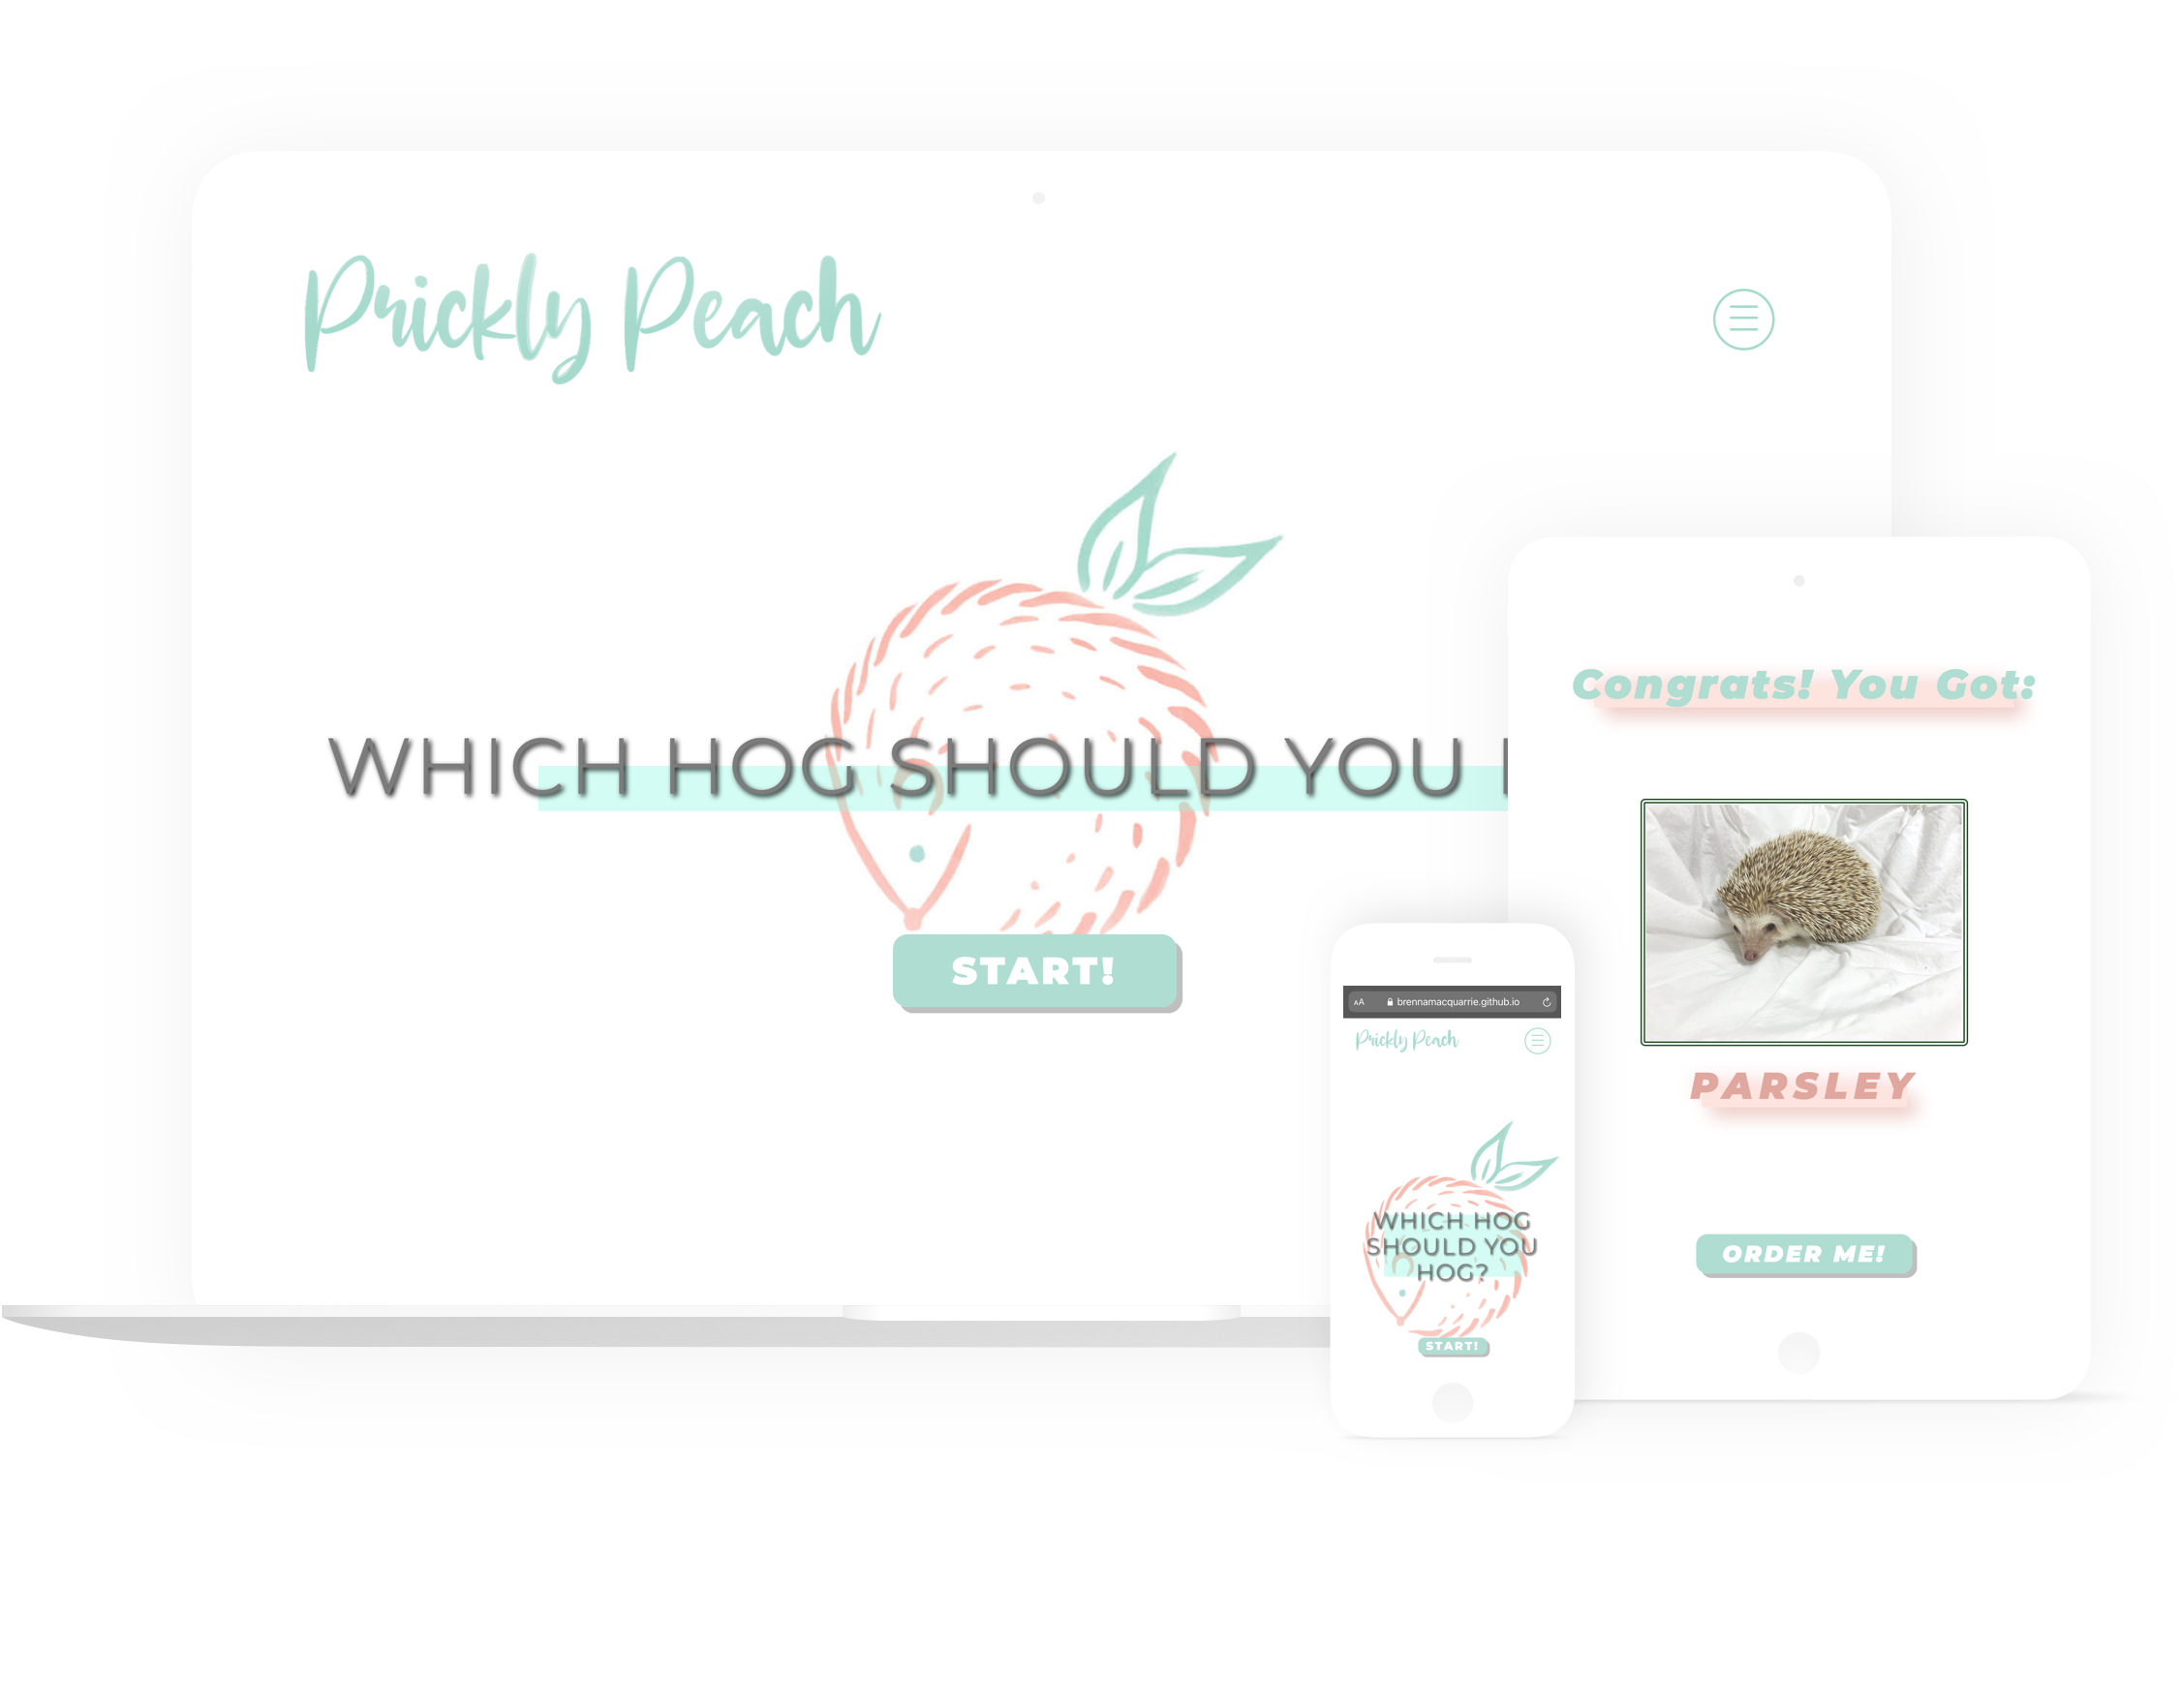 Prickly Peach
WHICH HOG SHOULD YOU
START!
Congrats! You Got:
PARSLEY
ORDER ME!
AA brennamacquarrie.github.io
Prickly Peach
WHICH HOG
SHOULD YOU
HOG?
START!